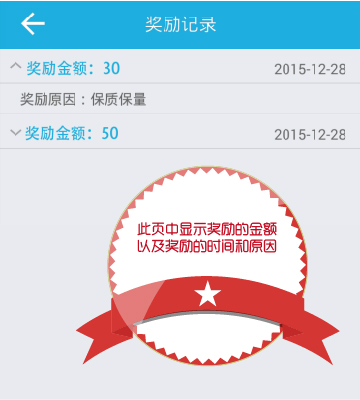 奖励记录
奖励金额：30 2015-12-28
奖励原因：保质保量
奖励金额：50 2015-12-28
此页中显示奖励的金额
以及奖励的时间和原因